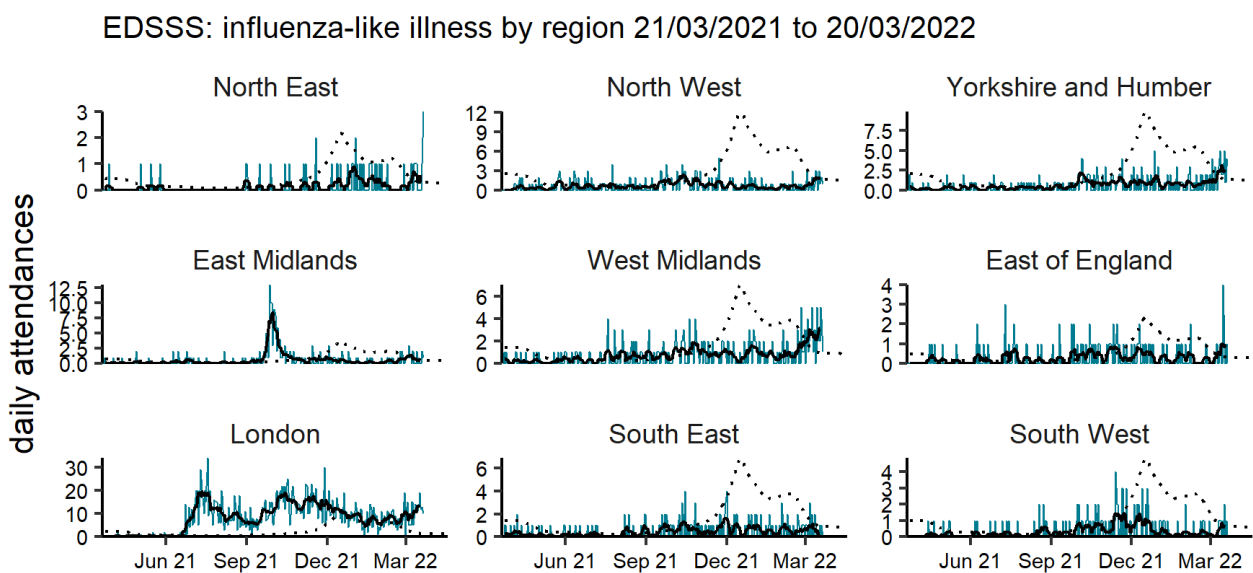 EDSSS: influenza-like illness by region 21/03/2021 to 20/03/2022
daily attendances
North East
3
2
1
0
North West
12
9
6
3
0
Yorkshire and Humber
7.5
5.0
2.5
0.0
East Midlands
12.5
10.0
7.5
5.0
2.5
0.0
West Midlands
6
4
2
0
East of England
4
3
2
1
0
London
30
20
10
0
Jun 21 Sep 21 Dec 21 Mar 22
South East
6
4
2
0
Jun 21 Sep 21 Dec 21 Mar 22
South West
4
3
2
1
0
Jun 21 Sep 21 Dec 21 Mar 22